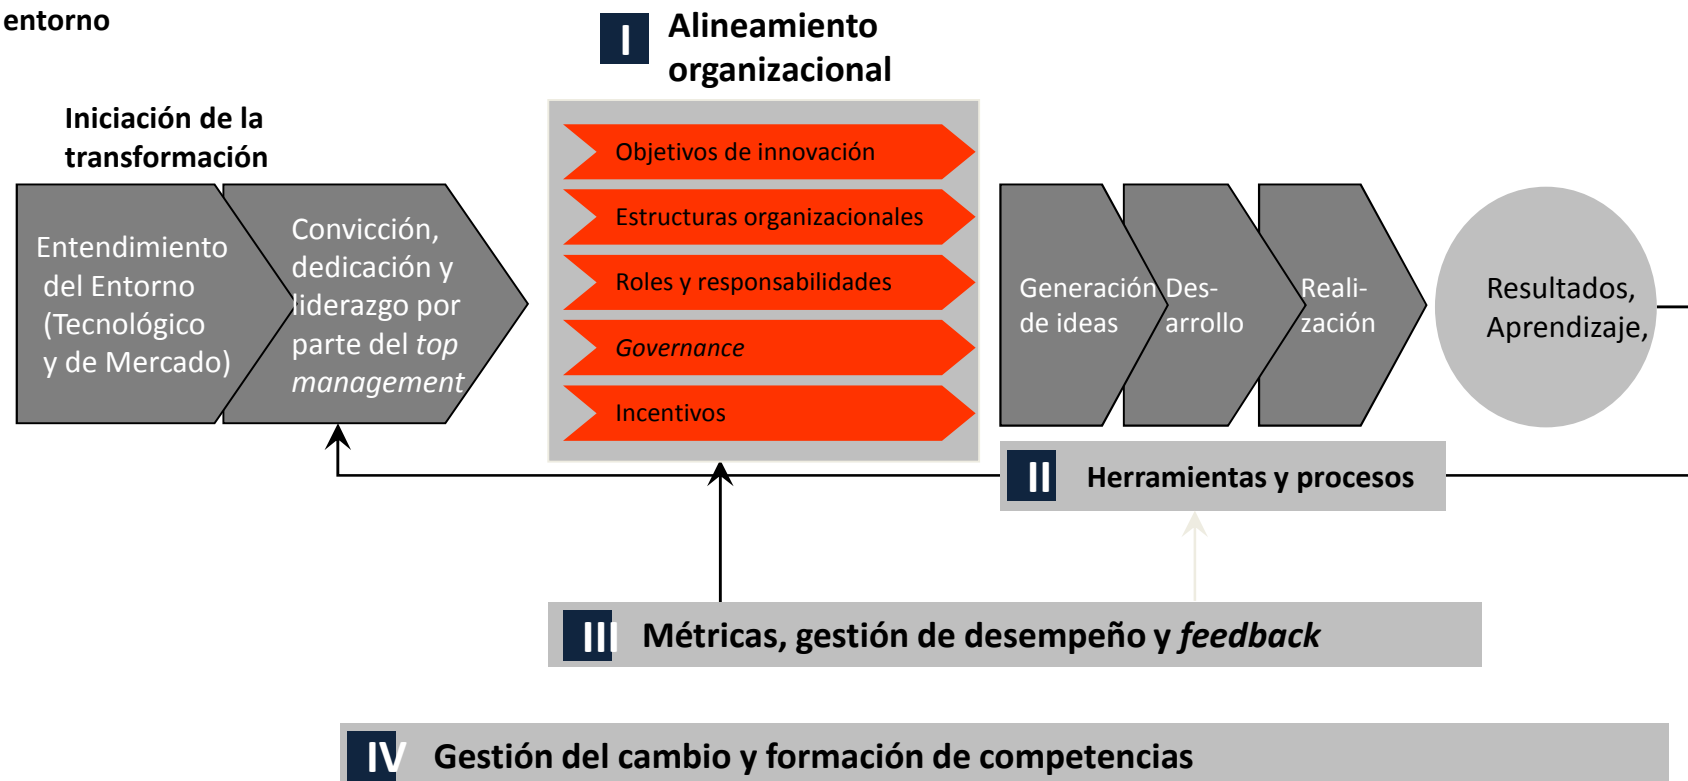 entorno
I
Alineamiento
organizacional
Iniciación de la
transformación
Entendimiento
del Entorno
(Tecnológico
y de Mercado)
Convicción,
dedicación y
liderazgo por
parte del top
management
Objetivos de innovación
Estructuras organizacionales
Roles y responsabilidades
Governance
Incentivos
Generación
de ideas
Des-
arrollo
Reali-
zación
Resultados,
Aprendizaje,
II Herramientas y procesos
III Métricas, gestión de desempeño y feedback
IV Gestión del cambio y formación de competencias